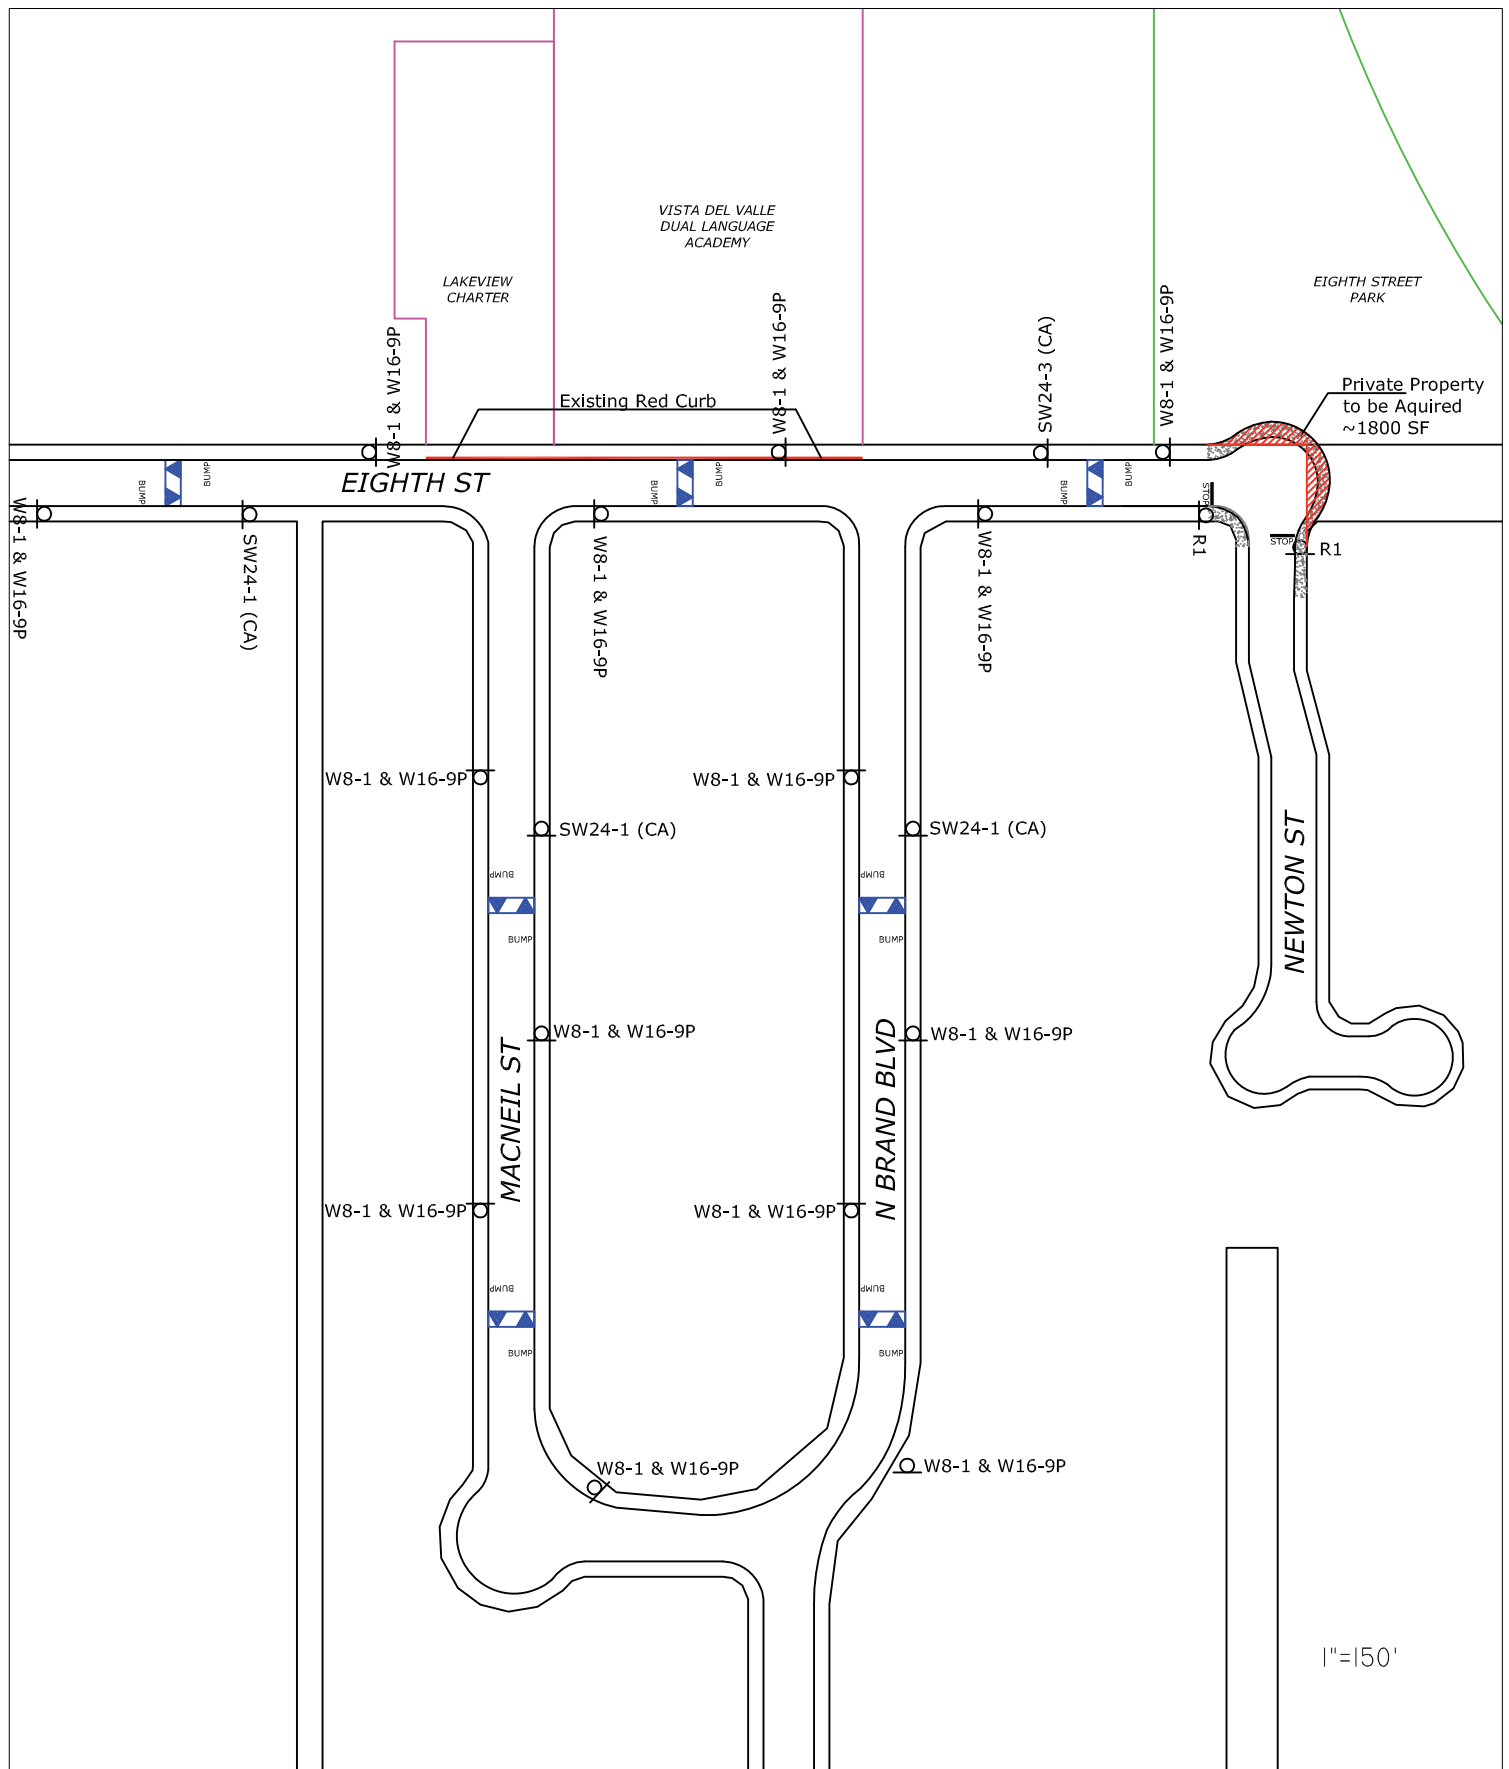 VISTA DEL VALLE
DUAL LANGUAGE
ACADEMY
LAKEVIEW
CHARTER
EIGHTH STREET
PARK
W8-1 & W16-9P
W8-1 & W16-9P
SW24-3 (CA)
W8-1 & W16-9P
Existing Red Curb
Private Property
to be Aquired
~1800 SF
EIGHTH ST
BUMP
BUMP
BUMP
BUMP
BUMP
BUMP
STOP
STOP
R1
R1
W8-1 & W16-9P
SW24-1 (CA)
W8-1 & W16-9P
W8-1 & W16-9P
W8-1 & W16-9P
W8-1 & W16-9P
SW24-1 (CA)
SW24-1 (CA)
BUMP
BUMP
BUMP
BUMP
NEWTON ST
W8-1 & W16-9P
W8-1 & W16-9P
MACNEIL ST
N BRAND BLVD
W8-1 & W16-9P
W8-1 & W16-9P
BUMP
BUMP
BUMP
BUMP
W8-1 & W16-9P
W8-1 & W16-9P
1"=150'